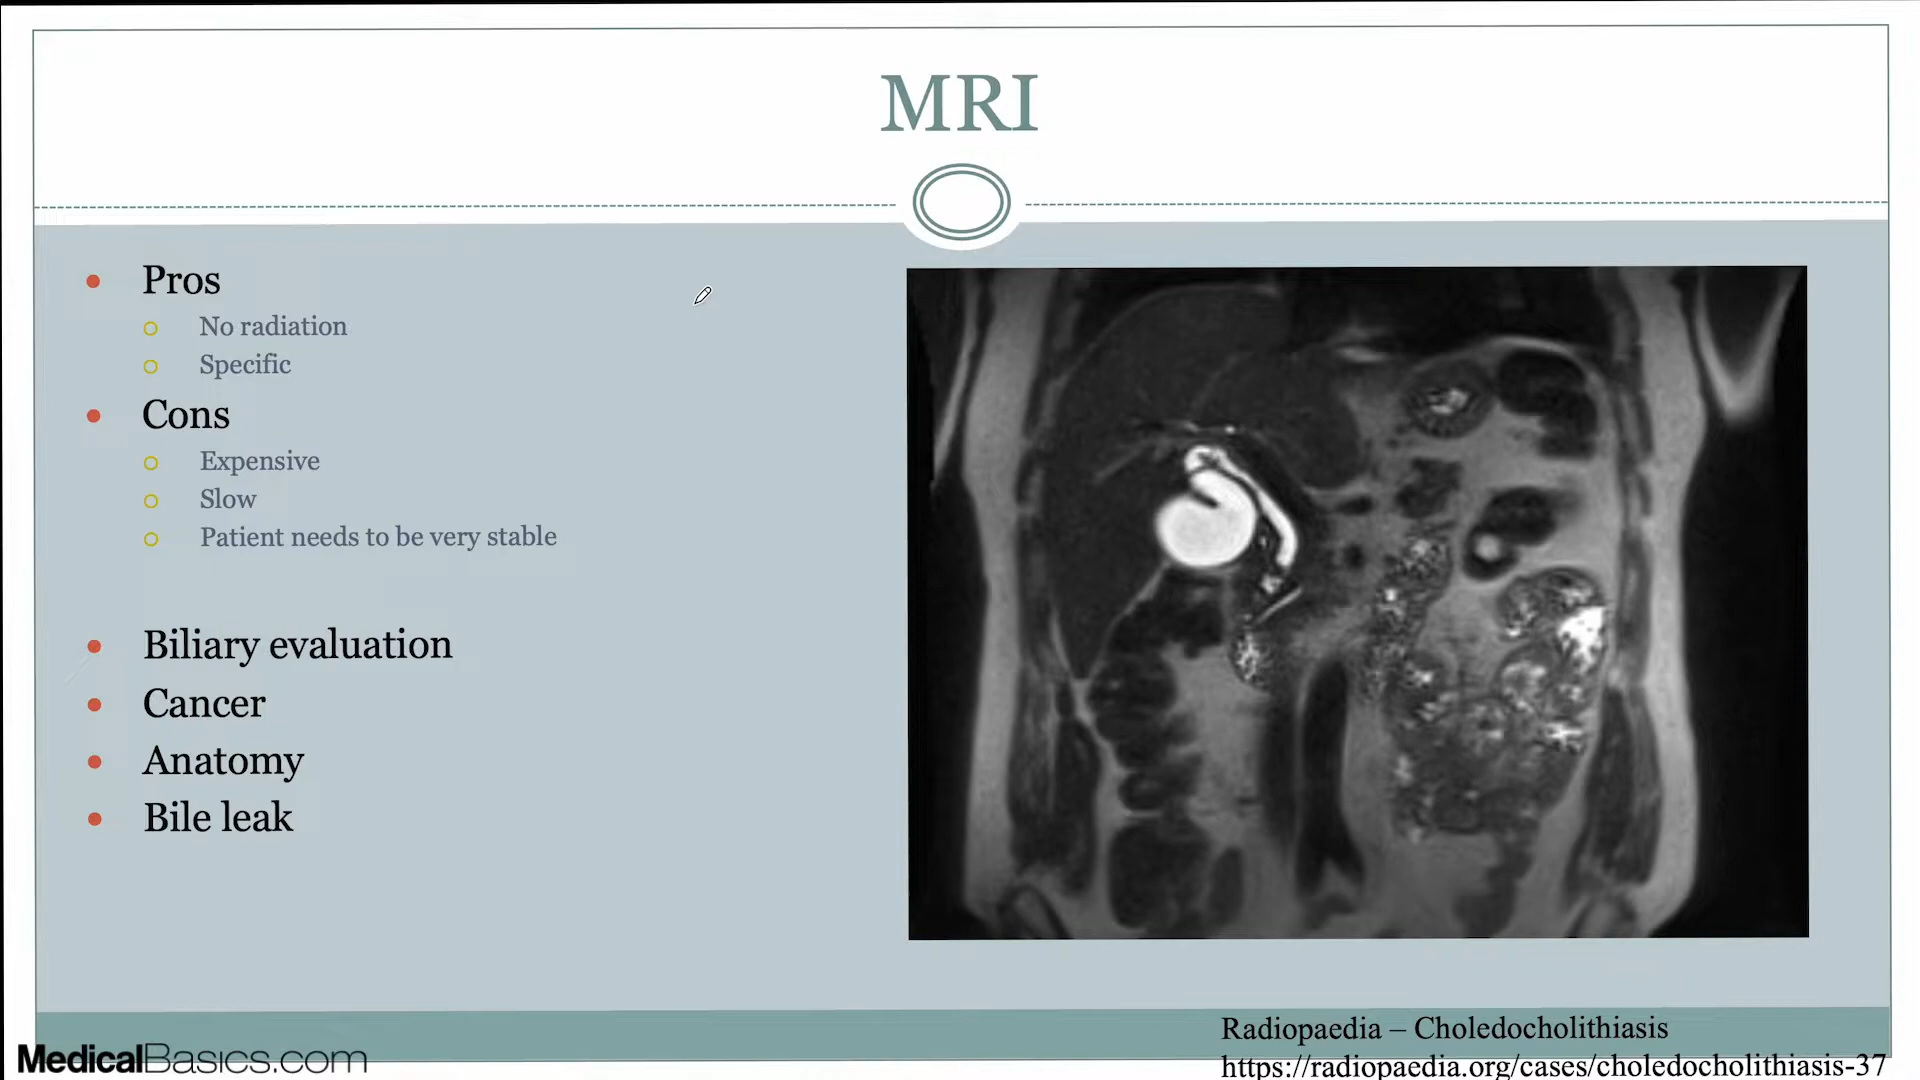 MRI
Pros
No radiation
Specific
Cons
Expensive
Slow
Patient needs to be very stable
Biliary evaluation
Cancer
Anatomy
Bile leak
Radiopaedia – Choledocholithiasis
https://radiopaedia.org/cases/choledocholithiasis-37
MedicalBasics.com